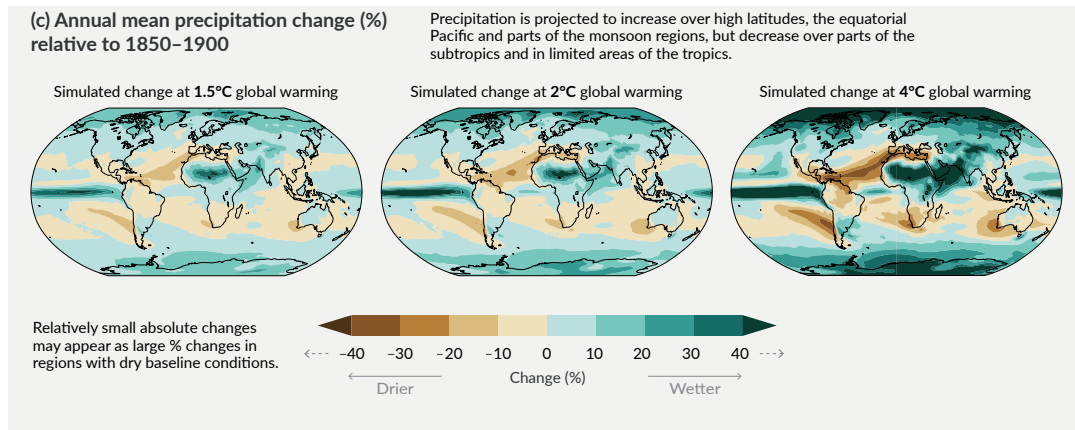 (c) Annual mean precipitation change (%)
relative to 1850–1900
Precipitation is projected to increase over high latitudes, the equatorial
Pacific and parts of the monsoon regions, but decrease over parts of the
subtropics and in limited areas of the tropics.
Simulated change at 1.5°C global warming
Simulated change at 2°C global warming
Simulated change at 4°C global warming
Relatively small absolute changes
may appear as large % changes in
regions with dry baseline conditions.
–40 –30 –20 –10 0 10 20 30 40
Change (%)
Drier
Wetter